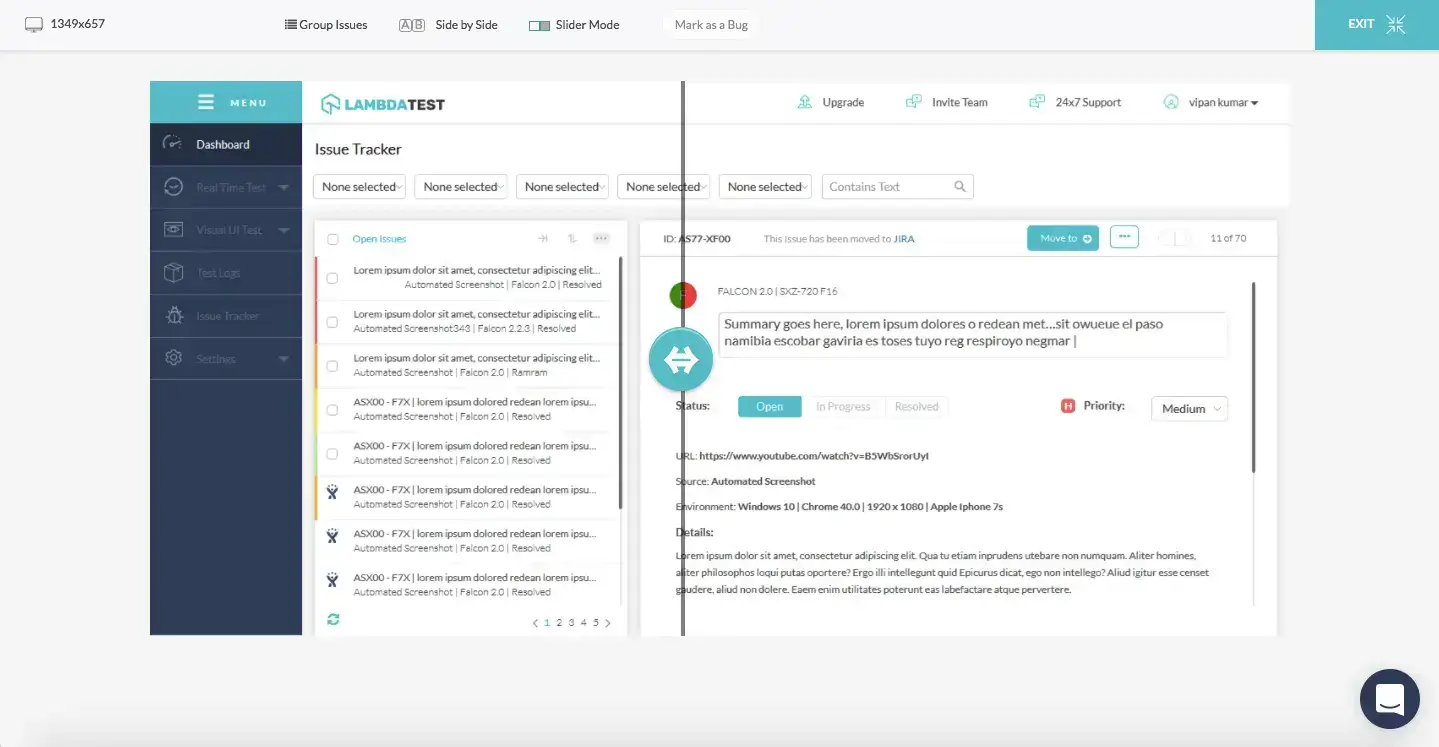 1349x657
Group Issues
A B Side by Side
Slider Mode
Mark as a Bug
EXIT
MENU
LAMBDATEST
Upgrade
Invite Team
24x7 Support
vipan kumar
Dashboard
Real Time Test
Visual UI Test
Test Logs
Issue Tracker
Settings
Issue Tracker
None selected
None selected
None selected
None selected
None selected
Contains Text
Open Issues
Lorem ipsum dolor sit amet, consectetur adipiscing elit...
Automated Screenshot | Falcon 2.0 | Resolved
Lorem ipsum dolor sit amet, consectetur adipiscing elit...
Automated Screenshot343 | Falcon 2.2.3 | Resolved
Lorem ipsum dolor sit amet, consectetur adipiscing elit...
Automated Screenshot | Falcon 2.0 | Ramram
ASX00 - F7X | lorem ipsum dolored redean lorem ipsu...
Automated Screenshot | Falcon 2.0 | Resolved
ASX00 - F7X | lorem ipsum dolored redean lorem ipsu...
Automated Screenshot | Falcon 2.0 | Resolved
ASX00 - F7X | lorem ipsum dolored redean lorem ipsu...
Automated Screenshot | Falcon 2.0 | Resolved
ASX00 - F7X | lorem ipsum dolored redean lorem ipsu...
Automated Screenshot | Falcon 2.0 | Resolved
ASX00 - F7X | lorem ipsum dolored redean lorem ipsu...
Automated Screenshot | Falcon 2.0 | Resolved
1 2 3 4 5
ID: AS77-XF00
This issue has been moved to JIRA
Move to
11 of 70
FALCON 2.0 | SXZ-720 F16
Summary goes here, lorem ipsum dolores o redean met...sit owueue el paso
namibia escobar gaviria es toses tuyo reg respiroyo negmar |
Status:
Open
In Progress
Resolved
H Priority:
Medium
URL: https://www.youtube.com/watch?v=B5WbSrorUyI
Source: Automated Screenshot
Environment: Windows 10 | Chrome 40.0 | 1920 x 1080 | Apple Iphone 7s
Details:
Lorem ipsum dolor sit amet, consectetur adipiscing elit. Qua tu etiam inprudens utebare non numquam. Aliter homines,
aliter philosophos loqui putas oportere? Ergo illi intellegunt quid Epicurus dicat, ego non intellego? Aliud igitur esse censet
gaudere, aliud non dolere. Eaem enim utilitates poterunt eas labefactare atque pervertere.